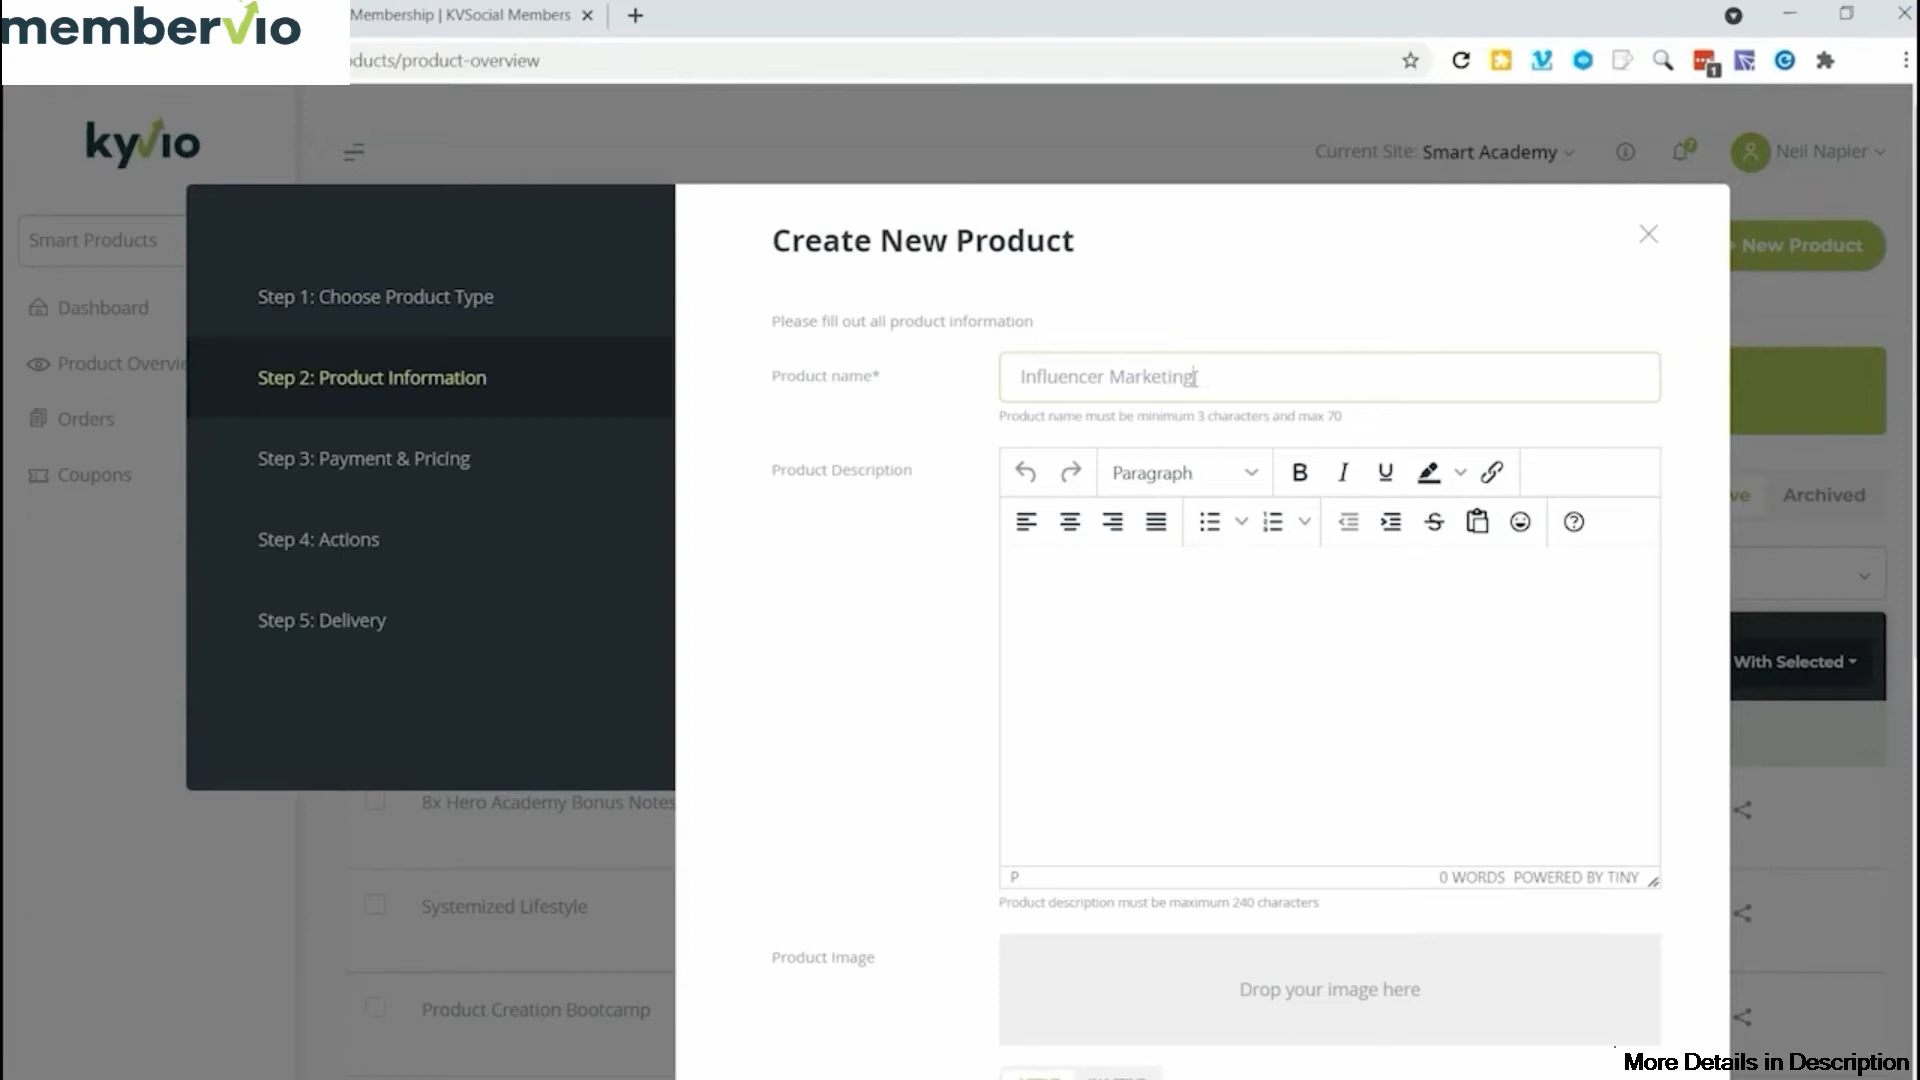 membervio
Membership | KVSocial Members
ducts/product-overview
kyvio
Current Site: Smart Academy
Neil Napier
Smart Products
New Product
Dashboard
Product Overvie
Orders
Coupons
Step 1: Choose Product Type
Step 2: Product Information
Step 3: Payment & Pricing
Step 4: Actions
Step 5: Delivery
Create New Product
Please fill out all product information
Product name*
Influencer Marketing
Product name must be minimum 3 characters and max 70
Product Description
Paragraph
B I U
P
0 WORDS POWERED BY TINY
Product description must be maximum 240 characters
Product Image
Drop your image here
ve
Archived
With Selected
8x Hero Academy Bonus Notes
Systemized Lifestyle
Product Creation Bootcamp
More Details in Description